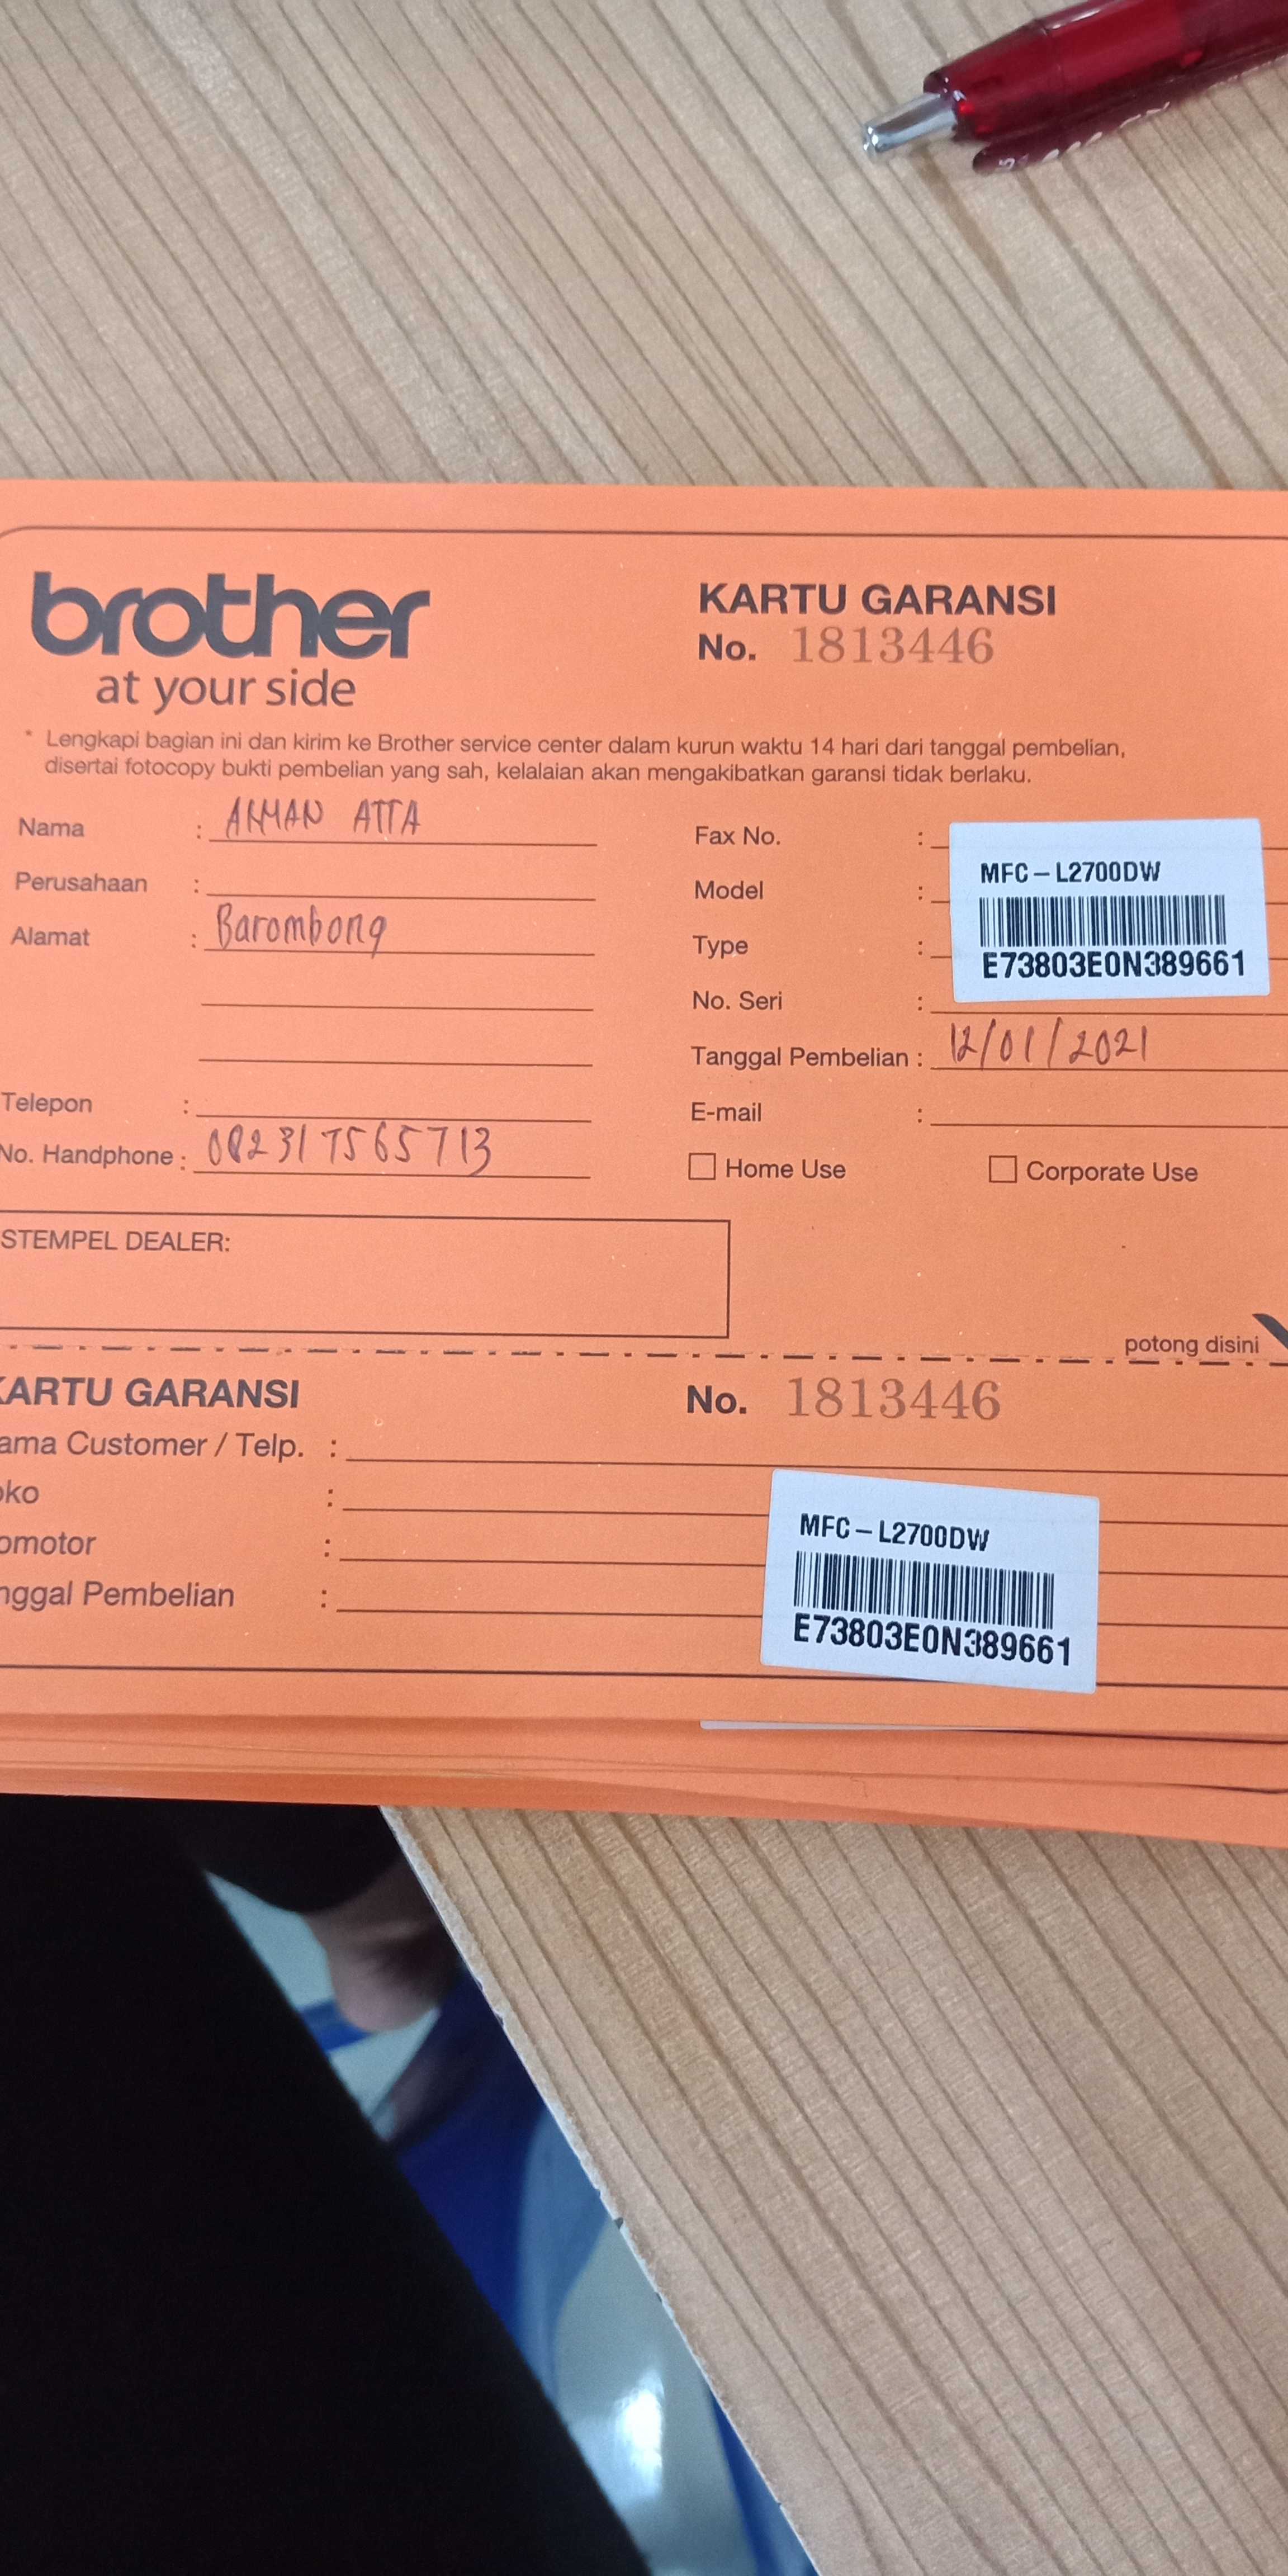 brother
at your side
KARTU GARANSI
No. 1813446
* Lengkapi bagian ini dan kirim ke Brother service center dalam kurun waktu 14 hari dari tanggal pembelian,
disertai fotocopy bukti pembelian yang sah, kelalaian akan mengakibatkan garansi tidak berlaku.
Nama : ATTA
Perusahaan :
Alamat : Barombong
Telepon :
No. Handphone : 082317565713
Fax No. :
Model :
Type :
No. Seri :
MFC-L2700DW
E73803E0N389661
Tanggal Pembelian : 12/01/2021
E-mail :
Home Use
Corporate Use
STEMPEL DEALER:
potong disini
KARTU GARANSI
No. 1813446
ama Customer / Telp. :
oko :
omotor :
nggal Pembelian :
MFC-L2700DW
E73803E0N389661